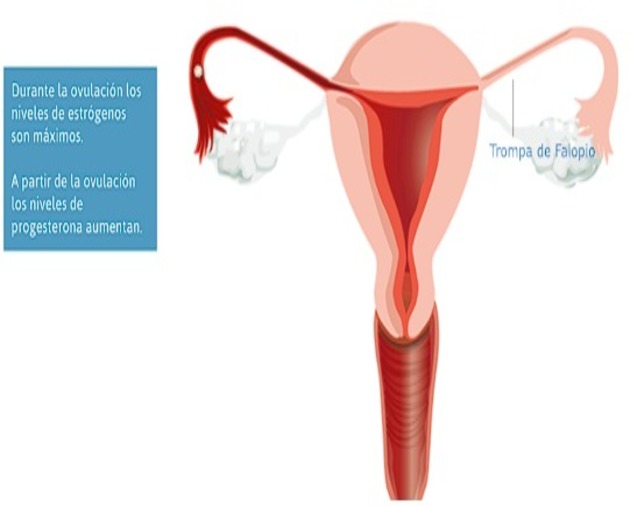 Durante la ovulación los
niveles de estrógenos
son máximos.
A partir de la ovulación
los niveles de
progesterona aumentan.
Trompa de Falopio